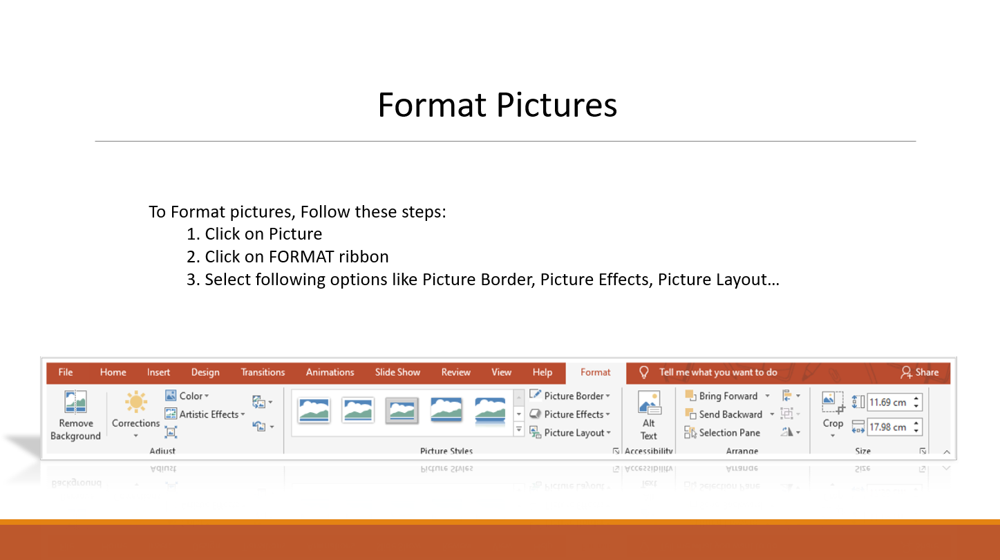 Format Pictures
To Format pictures, Follow these steps:
1. Click on Picture
2. Click on FORMAT ribbon
3. Select following options like Picture Border, Picture Effects, Picture Layout…
File Home Insert Design Transitions Animations Slide Show Review View Help Format Tell me what you want to do Share
Remove
Background
Corrections
Color
Artistic Effects
Adjust
Picture Border
Picture Effects
Picture Layout
Picture Styles
Alt
Text
Accessibility
Bring Forward
Send Backward
Selection Pane
Arrange
Crop
11.69 cm
17.98 cm
Size